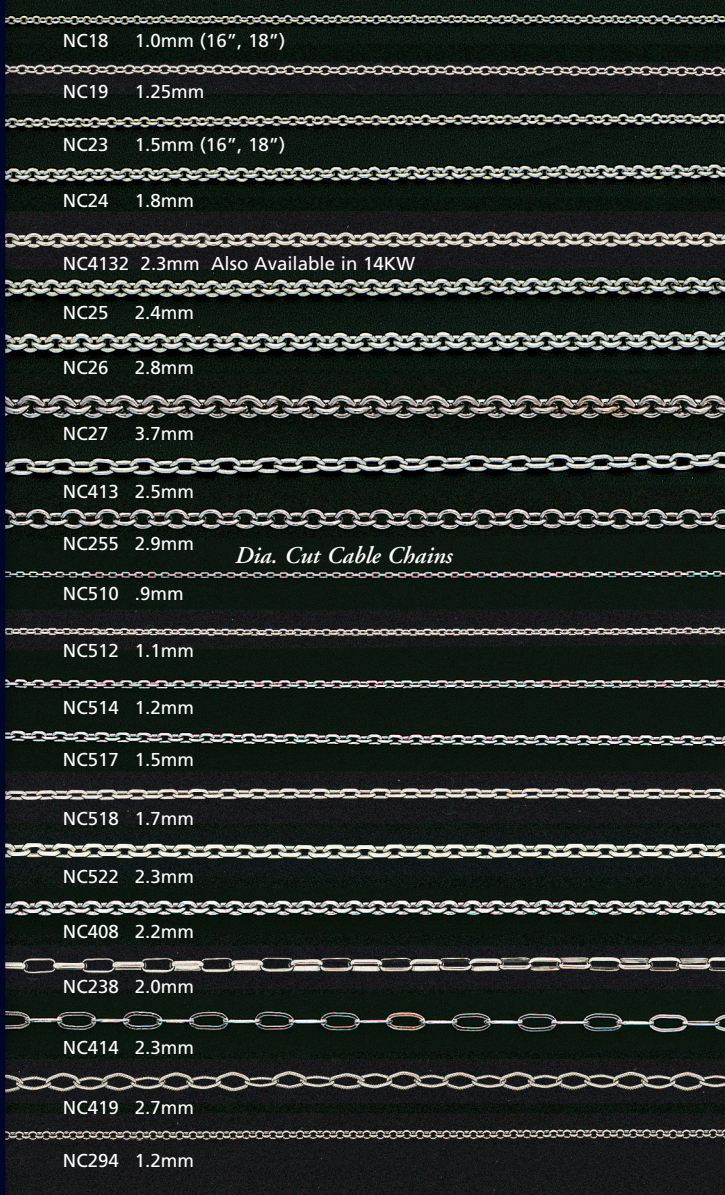 NC18 1.0mm (16”, 18”)
NC19 1.25mm
NC23 1.5mm (16”, 18”)
NC24 1.8mm
NC4132 2.3mm Also Available in 14KW
NC25 2.4mm
NC26 2.8mm
NC27 3.7mm
NC413 2.5mm
NC255 2.9mm
Dia. Cut Cable Chains
NC510 .9mm
NC512 1.1mm
NC514 1.2mm
NC517 1.5mm
NC518 1.7mm
NC522 2.3mm
NC408 2.2mm
NC238 2.0mm
NC414 2.3mm
NC419 2.7mm
NC294 1.2mm